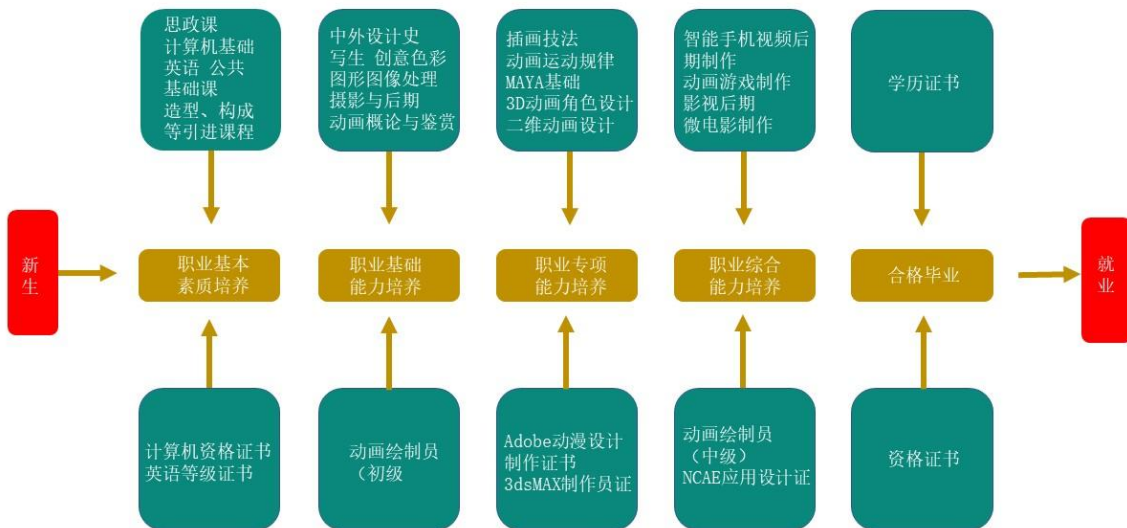 思政课
计算机基础
英语 公共
基础课
造型、构成
等引进课程
中外设计史
写生 创意色彩
图形图像处理
摄影与后期
动画概论与鉴赏
插画技法
动画运动规律
MAYA基础
3D动画角色设计
二维动画设计
智能手机视频后
期制作
动画游戏制作
影视后期
微电影制作
学历证书
新
生
职业基本
素质培养
职业基础
能力培养
职业专项
能力培养
职业综合
能力培养
合格毕业
就
业
计算机资格证书
英语等级证书
动画绘制员
（初级
Adobe动漫设计
制作证书
3dsMAX制作员证
动画绘制员
（中级）
NCAE应用设计证
资格证书